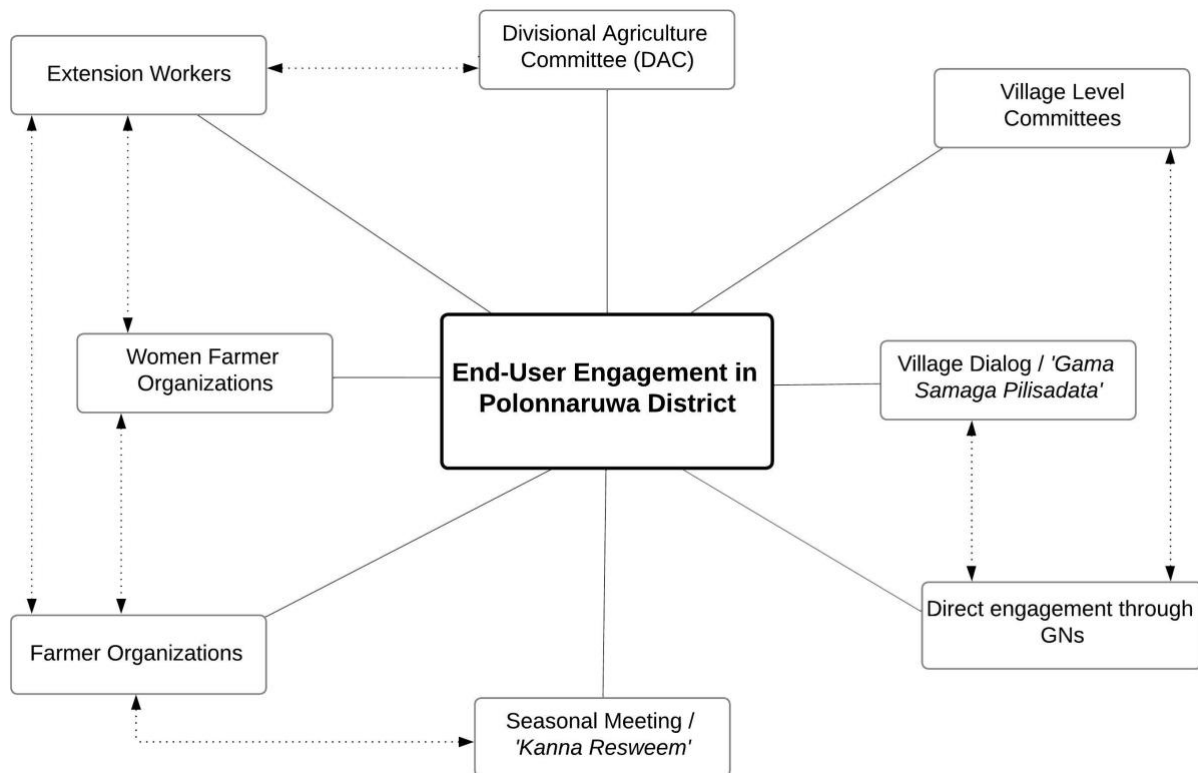 Divisional Agriculture
Committee (DAC)
Extension Workers
Village Level
Committees
Women Farmer
Organizations
End-User Engagement in
Polonnaruwa District
Village Dialog / 'Gama
Samaga Pilisadata'
Farmer Organizations
Direct engagement through
GNs
Seasonal Meeting /
'Kanna Resweem'